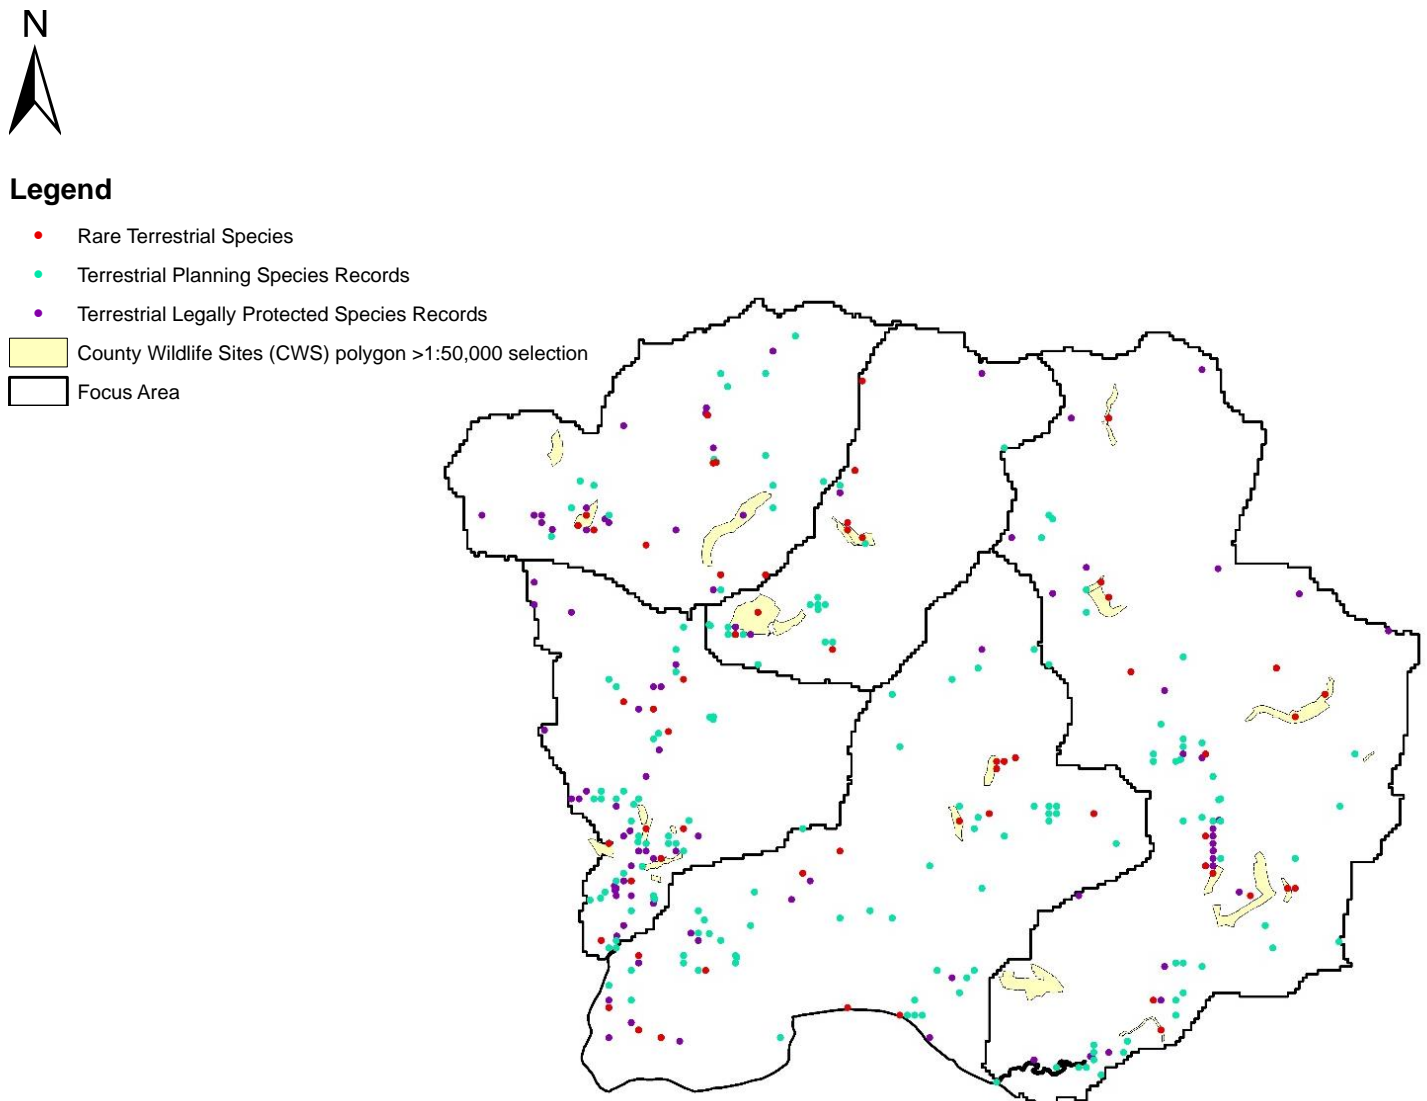 N
Legend
Rare Terrestrial Species
Terrestrial Planning Species Records
Terrestrial Legally Protected Species Records
County Wildlife Sites (CWS) polygon >1:50,000 selection
Focus Area